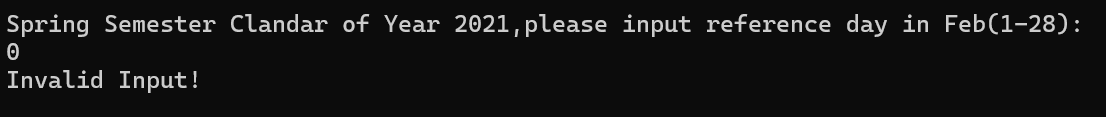 Spring Semester Clandar of Year 2021,please input reference day in Feb(1-28):
0
Invalid Input!